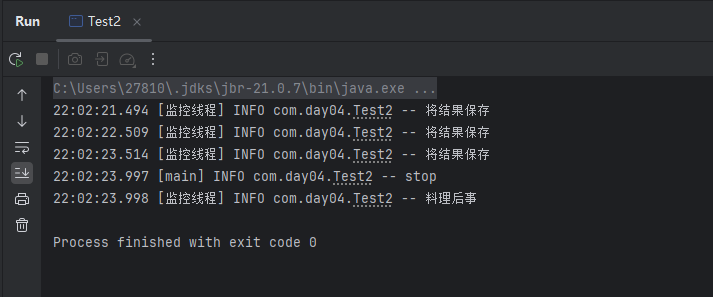 Run Test2
C:\Users\27810\.jdks\jbr-21.0.7\bin\java.exe ...
22:02:21.494 [监控线程] INFO com.day04.Test2 -- 将结果保存
22:02:22.509 [监控线程] INFO com.day04.Test2 -- 将结果保存
22:02:23.514 [监控线程] INFO com.day04.Test2 -- 将结果保存
22:02:23.997 [main] INFO com.day04.Test2 -- stop
22:02:23.998 [监控线程] INFO com.day04.Test2 -- 料理后事
Process finished with exit code 0